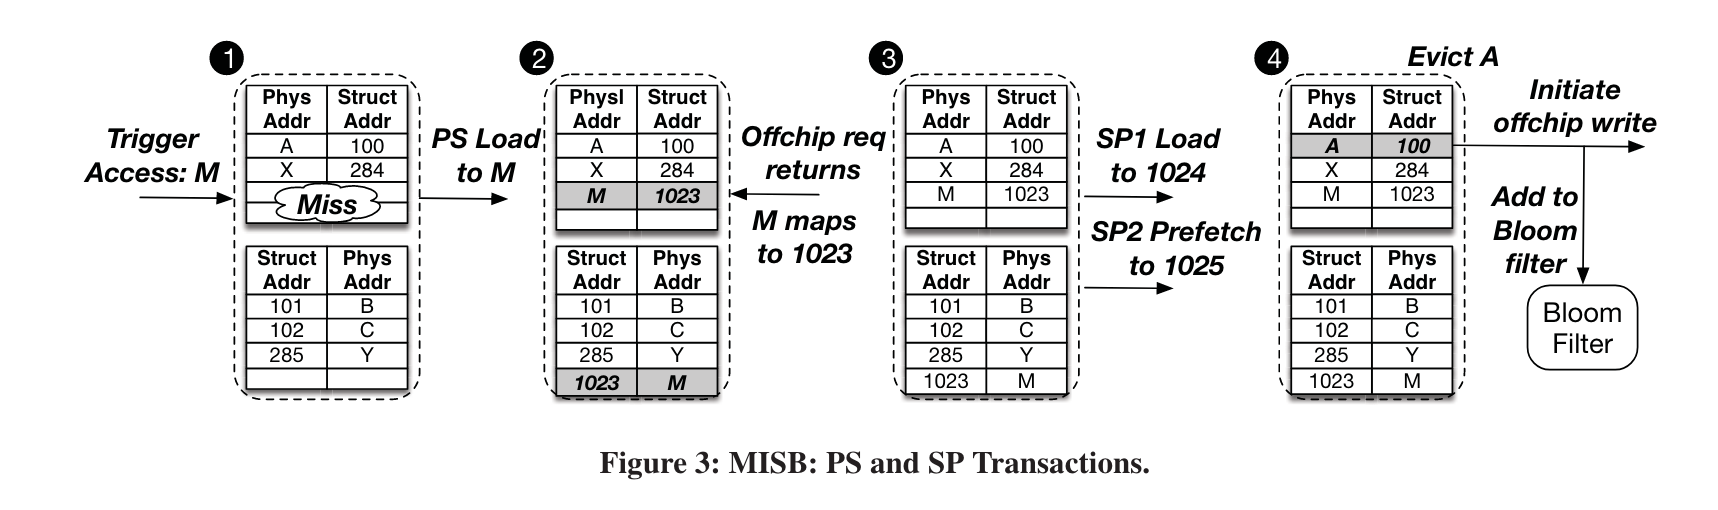 1
Trigger
Access: M
Phys Addr Struct Addr
A 100
X 284
Miss
Struct Addr Phys Addr
101 B
102 C
285 Y
PS Load
to M
2
Physl Addr Struct Addr
A 100
X 284
M 1023
Struct Addr Phys Addr
101 B
102 C
285 Y
1023 M
Offchip req
returns
M maps
to 1023
3
Phys Addr Struct Addr
A 100
X 284
M 1023
Struct Addr Phys Addr
101 B
102 C
285 Y
1023 M
SP1 Load
to 1024
SP2 Prefetch
to 1025
4
Phys Addr Struct Addr
A 100
X 284
M 1023
Struct Addr Phys Addr
101 B
102 C
285 Y
1023 M
Evict A
Initiate
offchip write
Add to
Bloom
filter
Bloom
Filter
Figure 3: MISB: PS and SP Transactions.